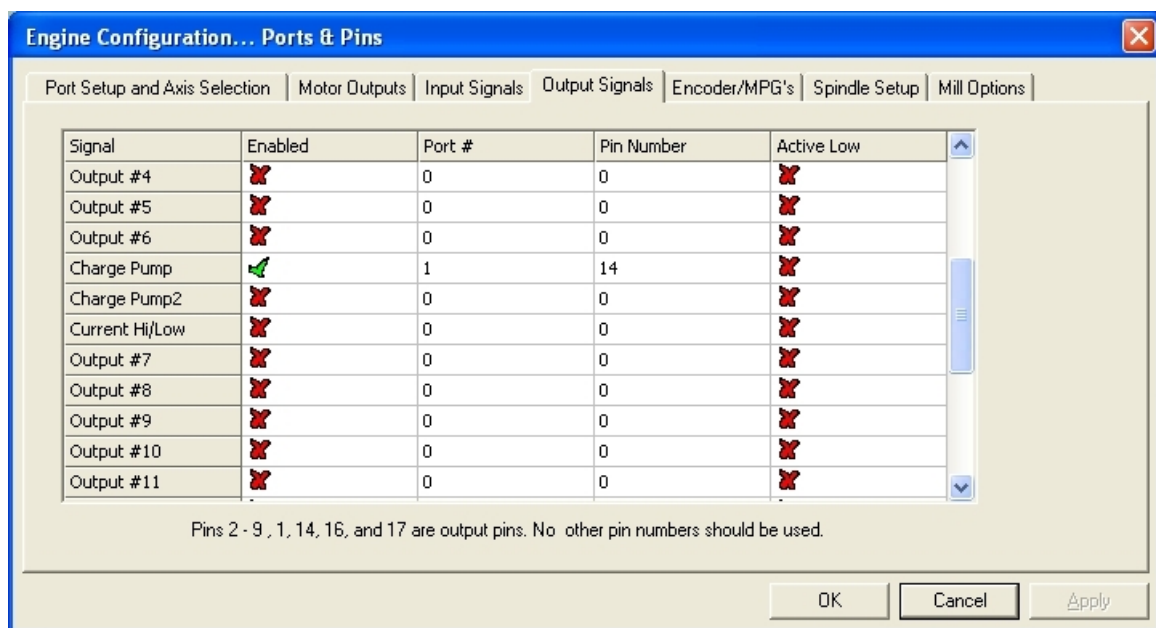 Engine Configuration... Ports & Pins
Port Setup and Axis Selection Motor Outputs Input Signals Output Signals Encoder/MPG's Spindle Setup Mill Options
Signal Enabled Port # Pin Number Active Low
Output #4 0 0
Output #5 0 0
Output #6 0 0
Charge Pump 1 14
Charge Pump2 0 0
Current Hi/Low 0 0
Output #7 0 0
Output #8 0 0
Output #9 0 0
Output #10 0 0
Output #11 0 0
Pins 2 - 9 , 1, 14, 16, and 17 are output pins. No other pin numbers should be used.
OK Cancel Apply